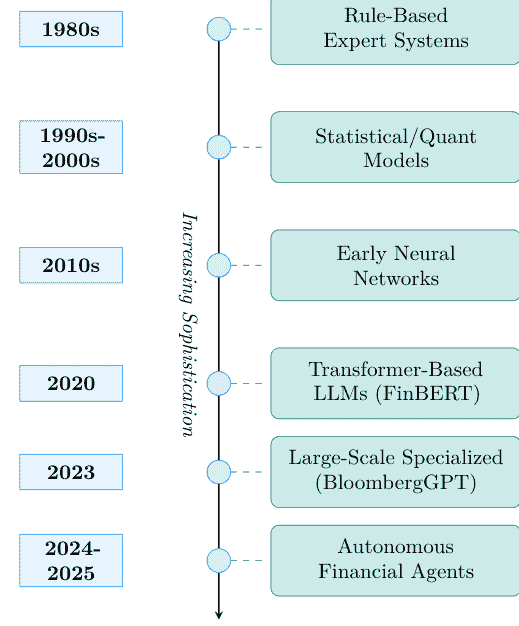 1980s
Rule-Based
Expert Systems
1990s-
2000s
Statistical/Quant
Models
Increasing Sophistication
2010s
Early Neural
Networks
2020
Transformer-Based
LLMs (FinBERT)
2023
Large-Scale Specialized
(BloombergGPT)
2024-
2025
Autonomous
Financial Agents